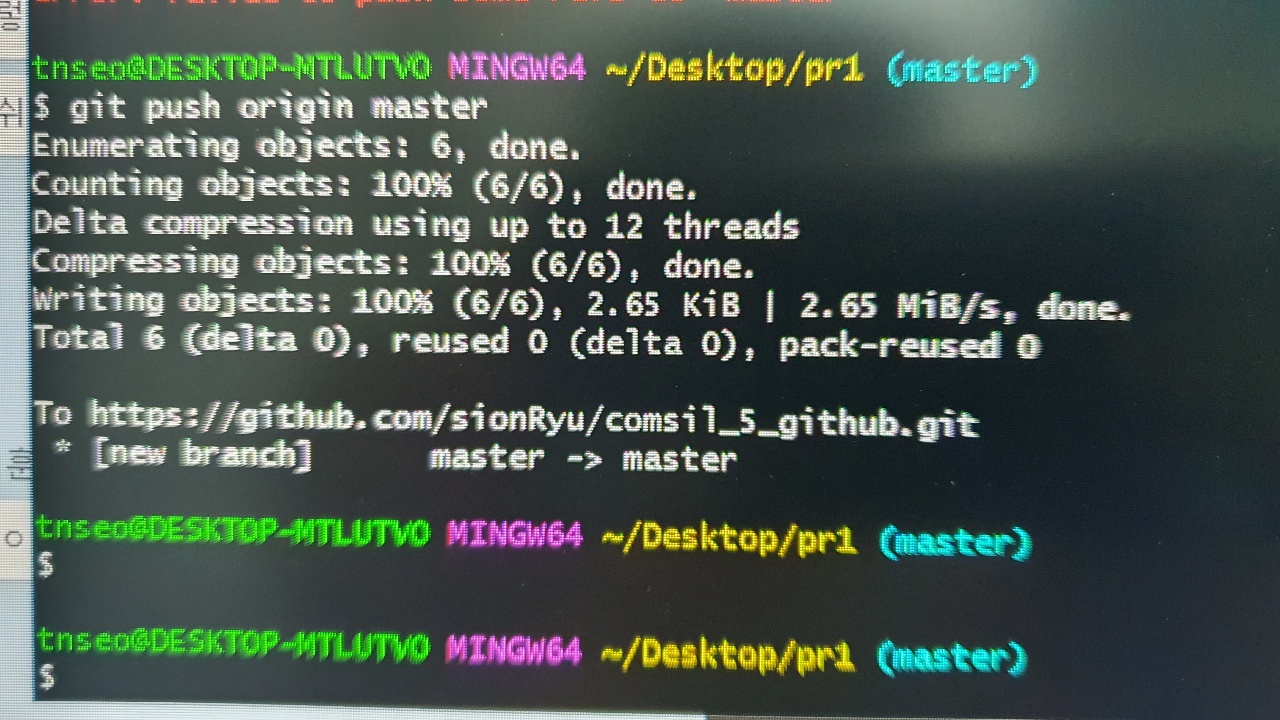 tnseo@DESKTOP-MTLUTVO MINGW64 ~/Desktop/pr1 (master)
$ git push origin master
Enumerating objects: 6, done.
Counting objects: 100% (6/6), done.
Delta compression using up to 12 threads
Compressing objects: 100% (6/6), done.
Writing objects: 100% (6/6), 2.65 KiB | 2.65 MiB/s, done.
Total 6 (delta 0), reused 0 (delta 0), pack-reused 0
To https://github.com/sionRyu/comsil_5_github.git
* [new branch] master -> master
tnseo@DESKTOP-MTLUTVO MINGW64 ~/Desktop/pr1 (master)
$
tnseo@DESKTOP-MTLUTVO MINGW64 ~/Desktop/pr1 (master)
$